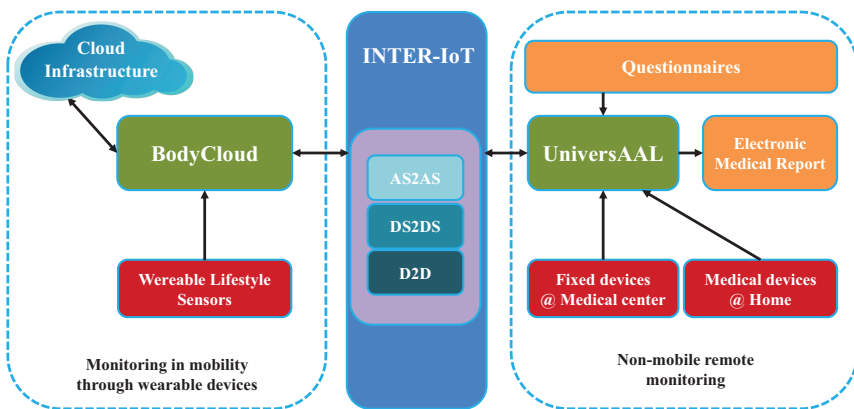 Cloud
Infrastructure
BodyCloud
Wereable Lifestyle
Sensors
Monitoring in mobility
through wearable devices
INTER-IoT
AS2AS
DS2DS
D2D
Questionnaires
UniversAAL
Electronic
Medical Report
Fixed devices
@ Medical center
Medical devices
@ Home
Non-mobile remote
monitoring